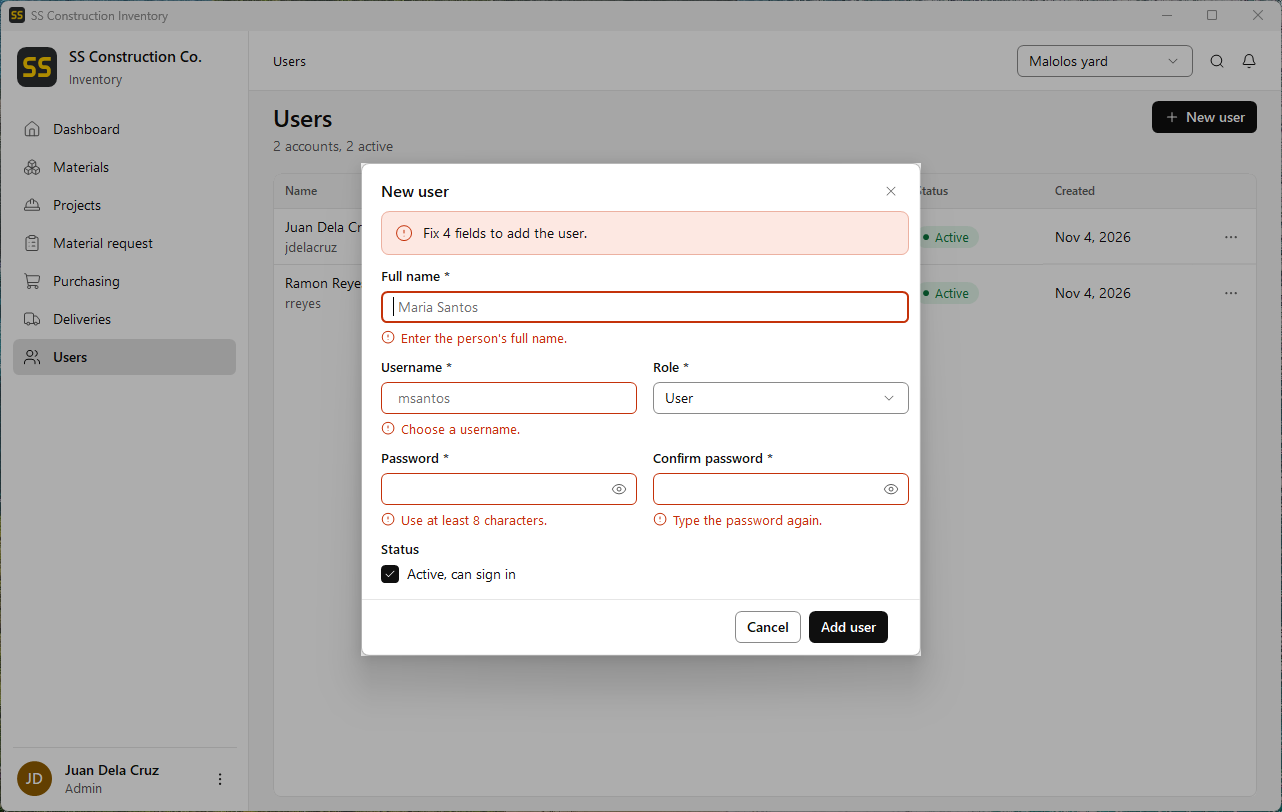 SS SS Construction Inventory
SS
SS Construction Co.
Inventory
Dashboard
Materials
Projects
Material request
Purchasing
Deliveries
Users
JD
Juan Dela Cruz
Admin
Users
Malolos yard
Users
2 accounts, 2 active
+ New user
Name
tatus
Created
Juan Dela Cr
jdelacruz
Active
Nov 4, 2026
Ramon Reye
rreyes
Active
Nov 4, 2026
New user
Fix 4 fields to add the user.
Full name *
Maria Santos
Enter the person's full name.
Username *
Role *
msantos
User
Choose a username.
Password *
Confirm password *
Use at least 8 characters.
Type the password again.
Status
Active, can sign in
Cancel
Add user